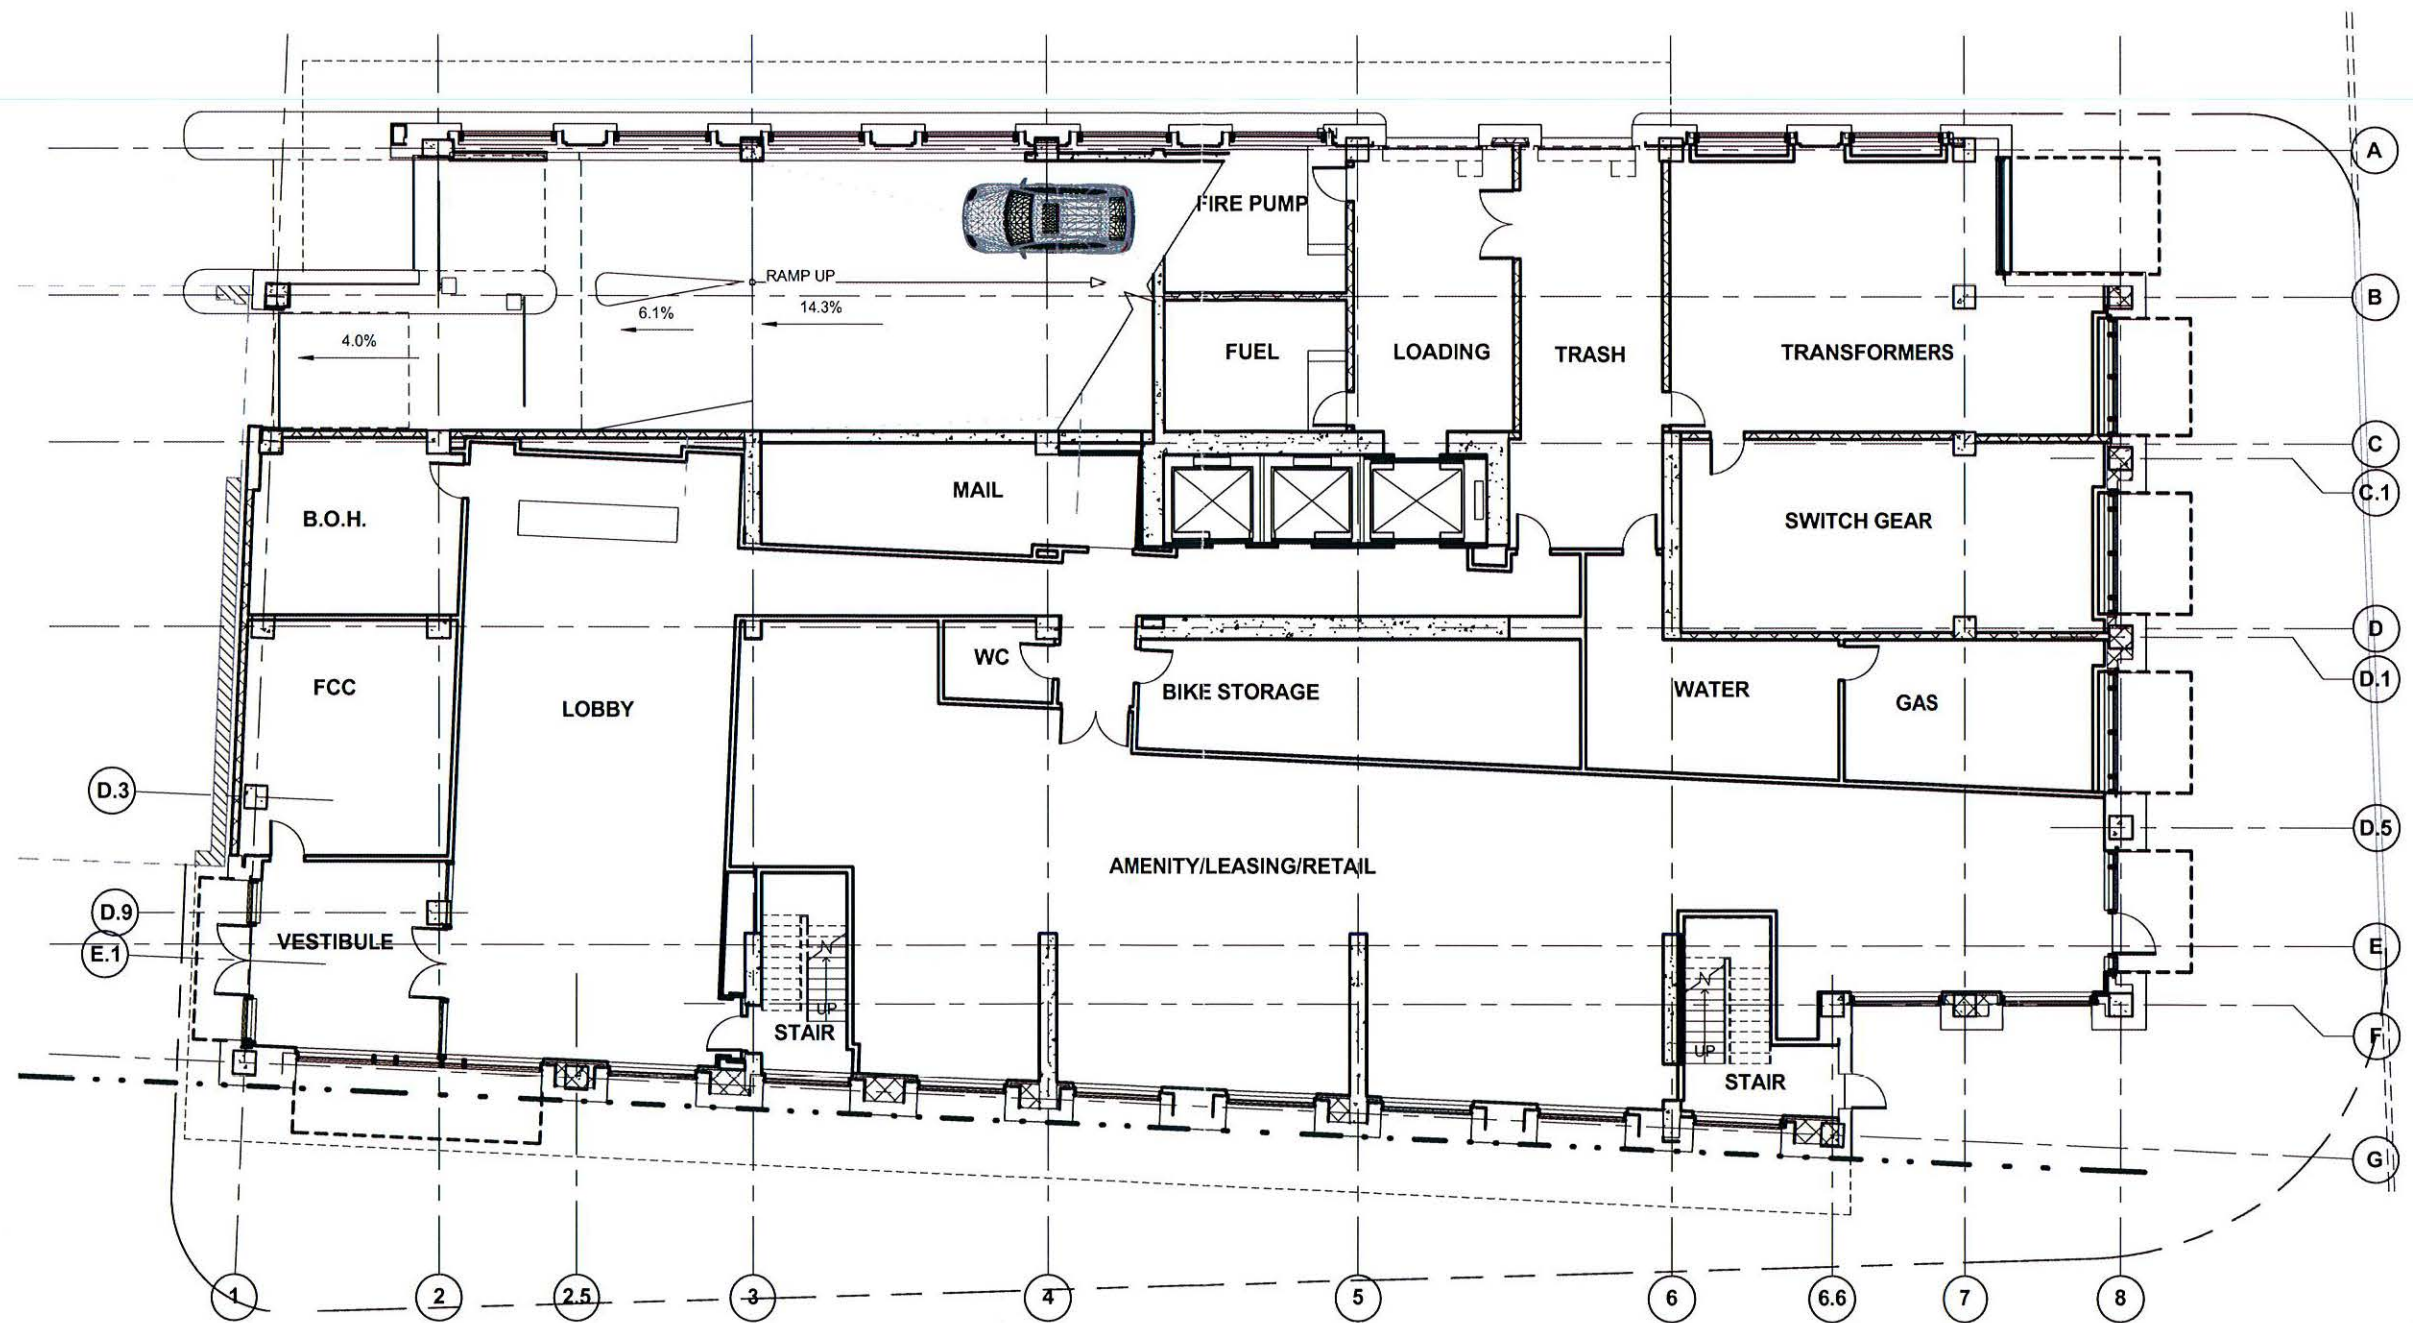 A
FIRE PUMP
RAMP UP
B
6.1%
14.3%
4.0%
FUEL
LOADING
TRASH
TRANSFORMERS
C
MAIL
C.1
B.O.H.
SWITCH GEAR
D
WC
D.1
FCC
BIKE STORAGE
WATER
GAS
LOBBY
D.3
D.5
AMENITY/LEASING/RETAIL
D.9
VESTIBULE
E
E.1
UP
STAIR
F
UP
STAIR
G
1
2
2.5
3
4
5
6
6.6
7
8